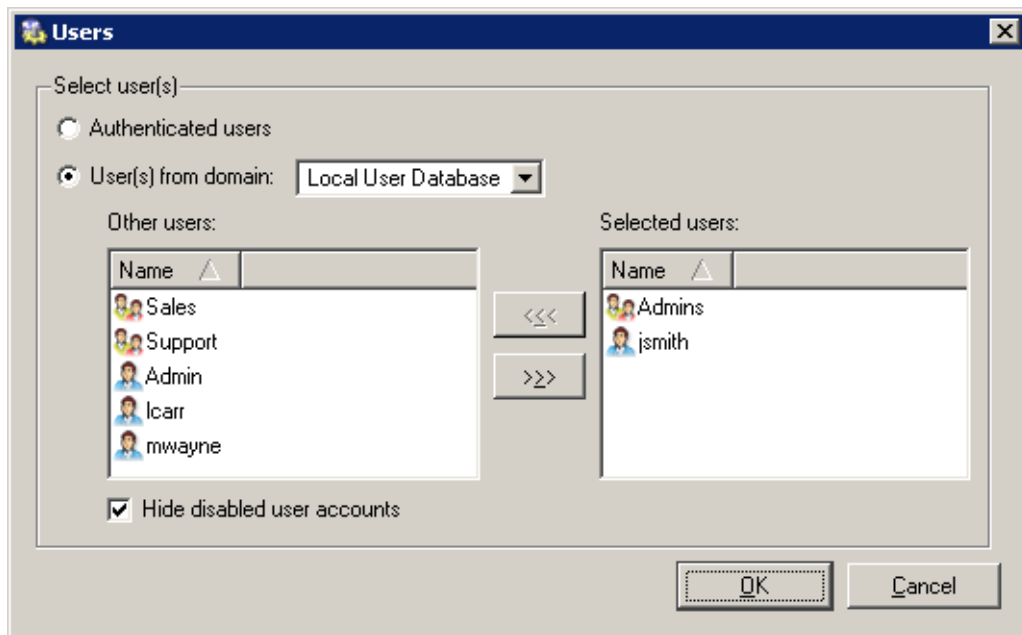 Users
Select user(s)
Authenticated users
User(s) from domain: Local User Database
Other users: Selected users:
Name Name
Sales Admins
Support jsmith
Admin
lcarr
mwayne
<<<
>>>
Hide disabled user accounts
OK Cancel